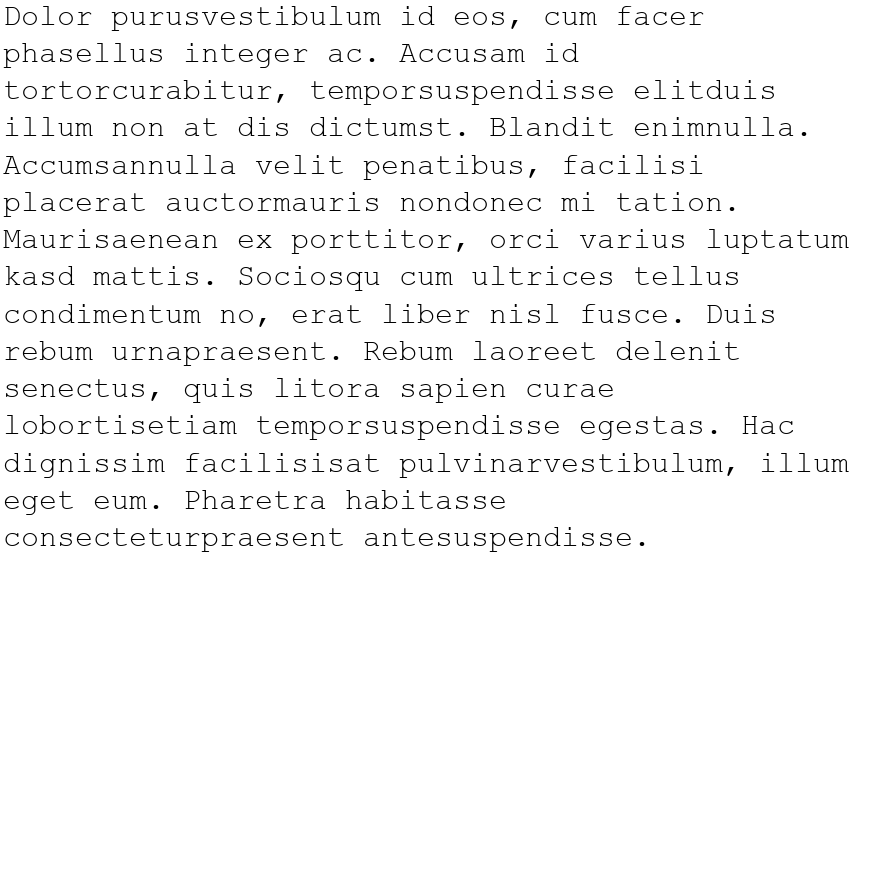 Dolor purusvestibulum id eos, cum facer
phasellus integer ac. Accusam id
tortorcurabitur, temporsuspendisse elitduis
illum non at dis dictumst. Blandit enimnulla.
Accumsannulla velit penatibus, facilisi
placerat auctormauris nondonec mi tation.
Maurisaenean ex porttitor, orci varius luptatum
kasd mattis. Sociosqu cum ultrices tellus
condimentum no, erat liber nisl fusce. Duis
rebum urnapraesent. Rebum laoreet delenit
senectus, quis litora sapien curae
lobortisetiam temporsuspendisse egestas. Hac
dignissim facilisisat pulvinarvestibulum, illum
eget eum. Pharetra habitasse
consecteturpraesent antesuspendisse.